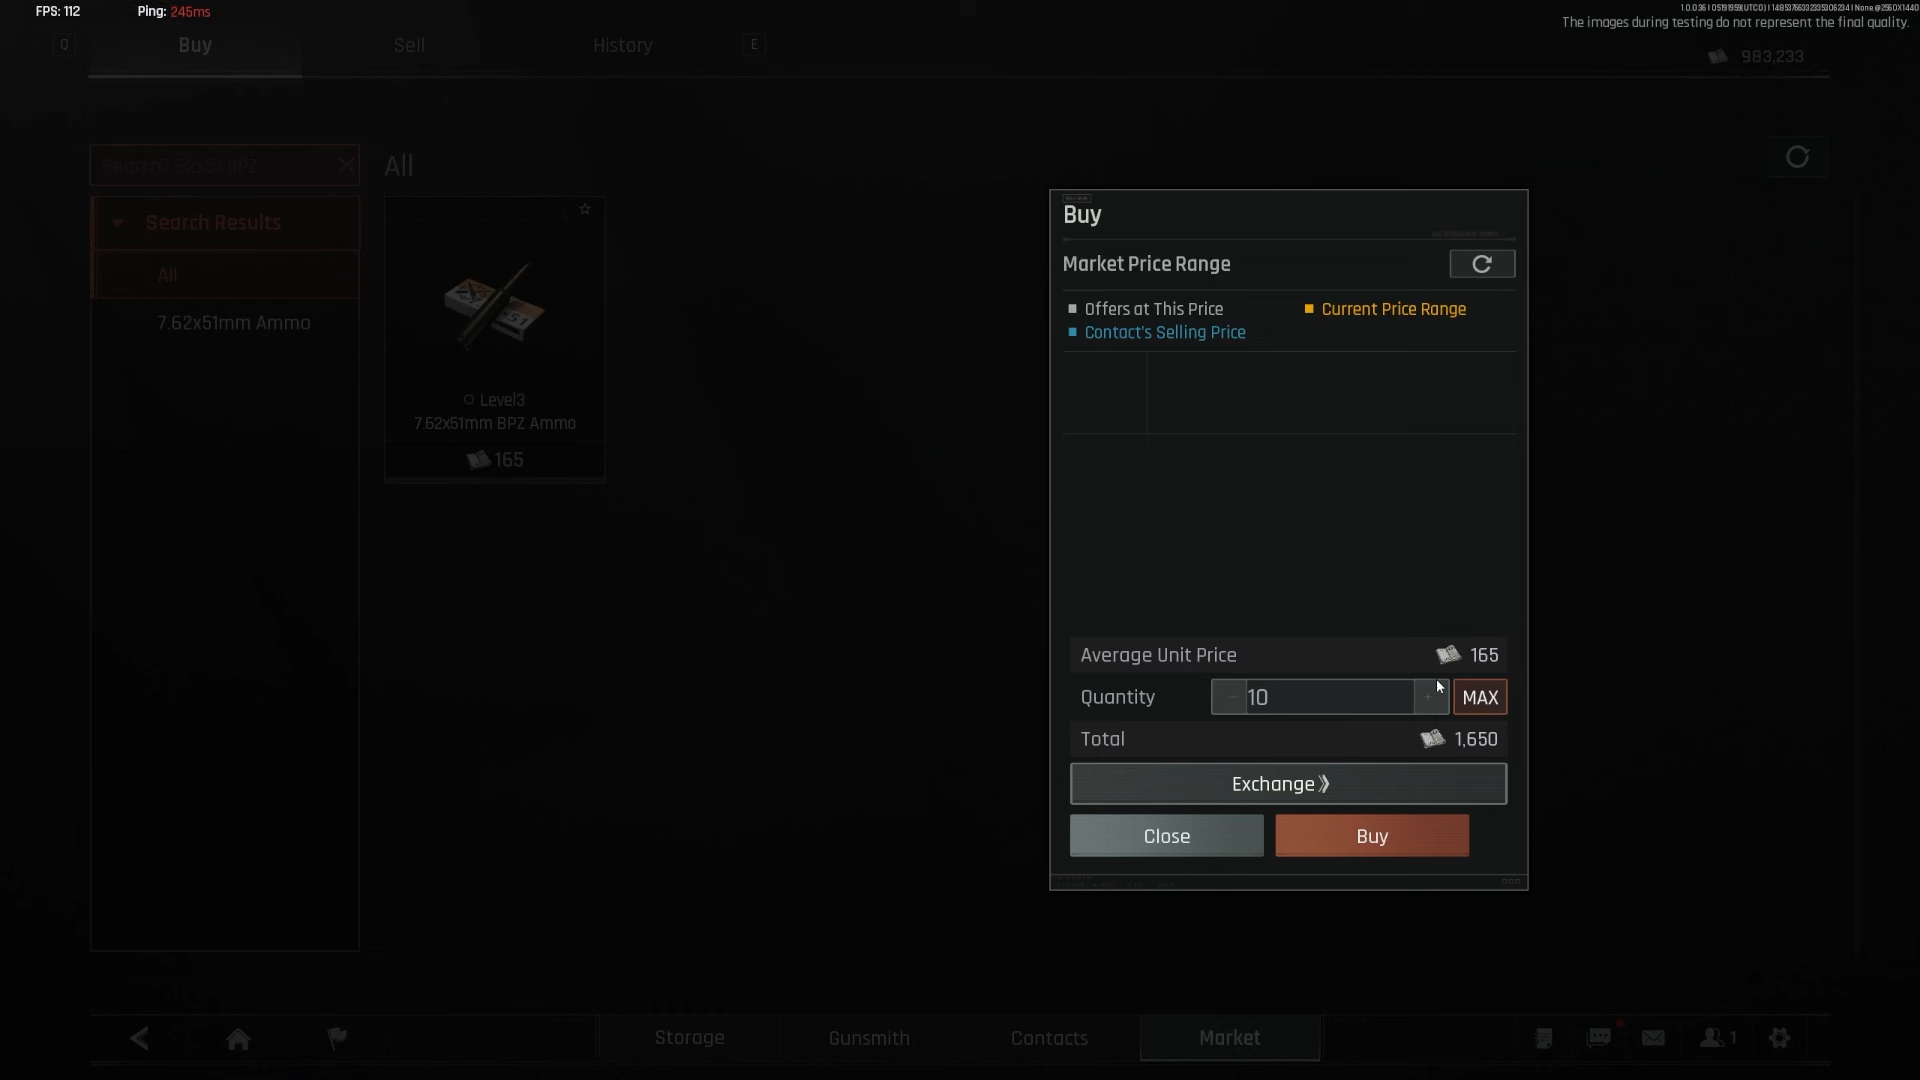 FPS: 112
Ping: 245ms
The images during testing do not represent the final quality.
Q
Buy
Sell
History
E
983,233
All
Search Results
All
7.62x51mm Ammo
Level3
7.62x51mm BPZ Ammo
165
Buy
Market Price Range
Offers at This Price
Current Price Range
Contact's Selling Price
Average Unit Price
165
Quantity
- 10 +
MAX
Total
1,650
Exchange
Close
Buy
Storage
Gunsmith
Contacts
Market
1